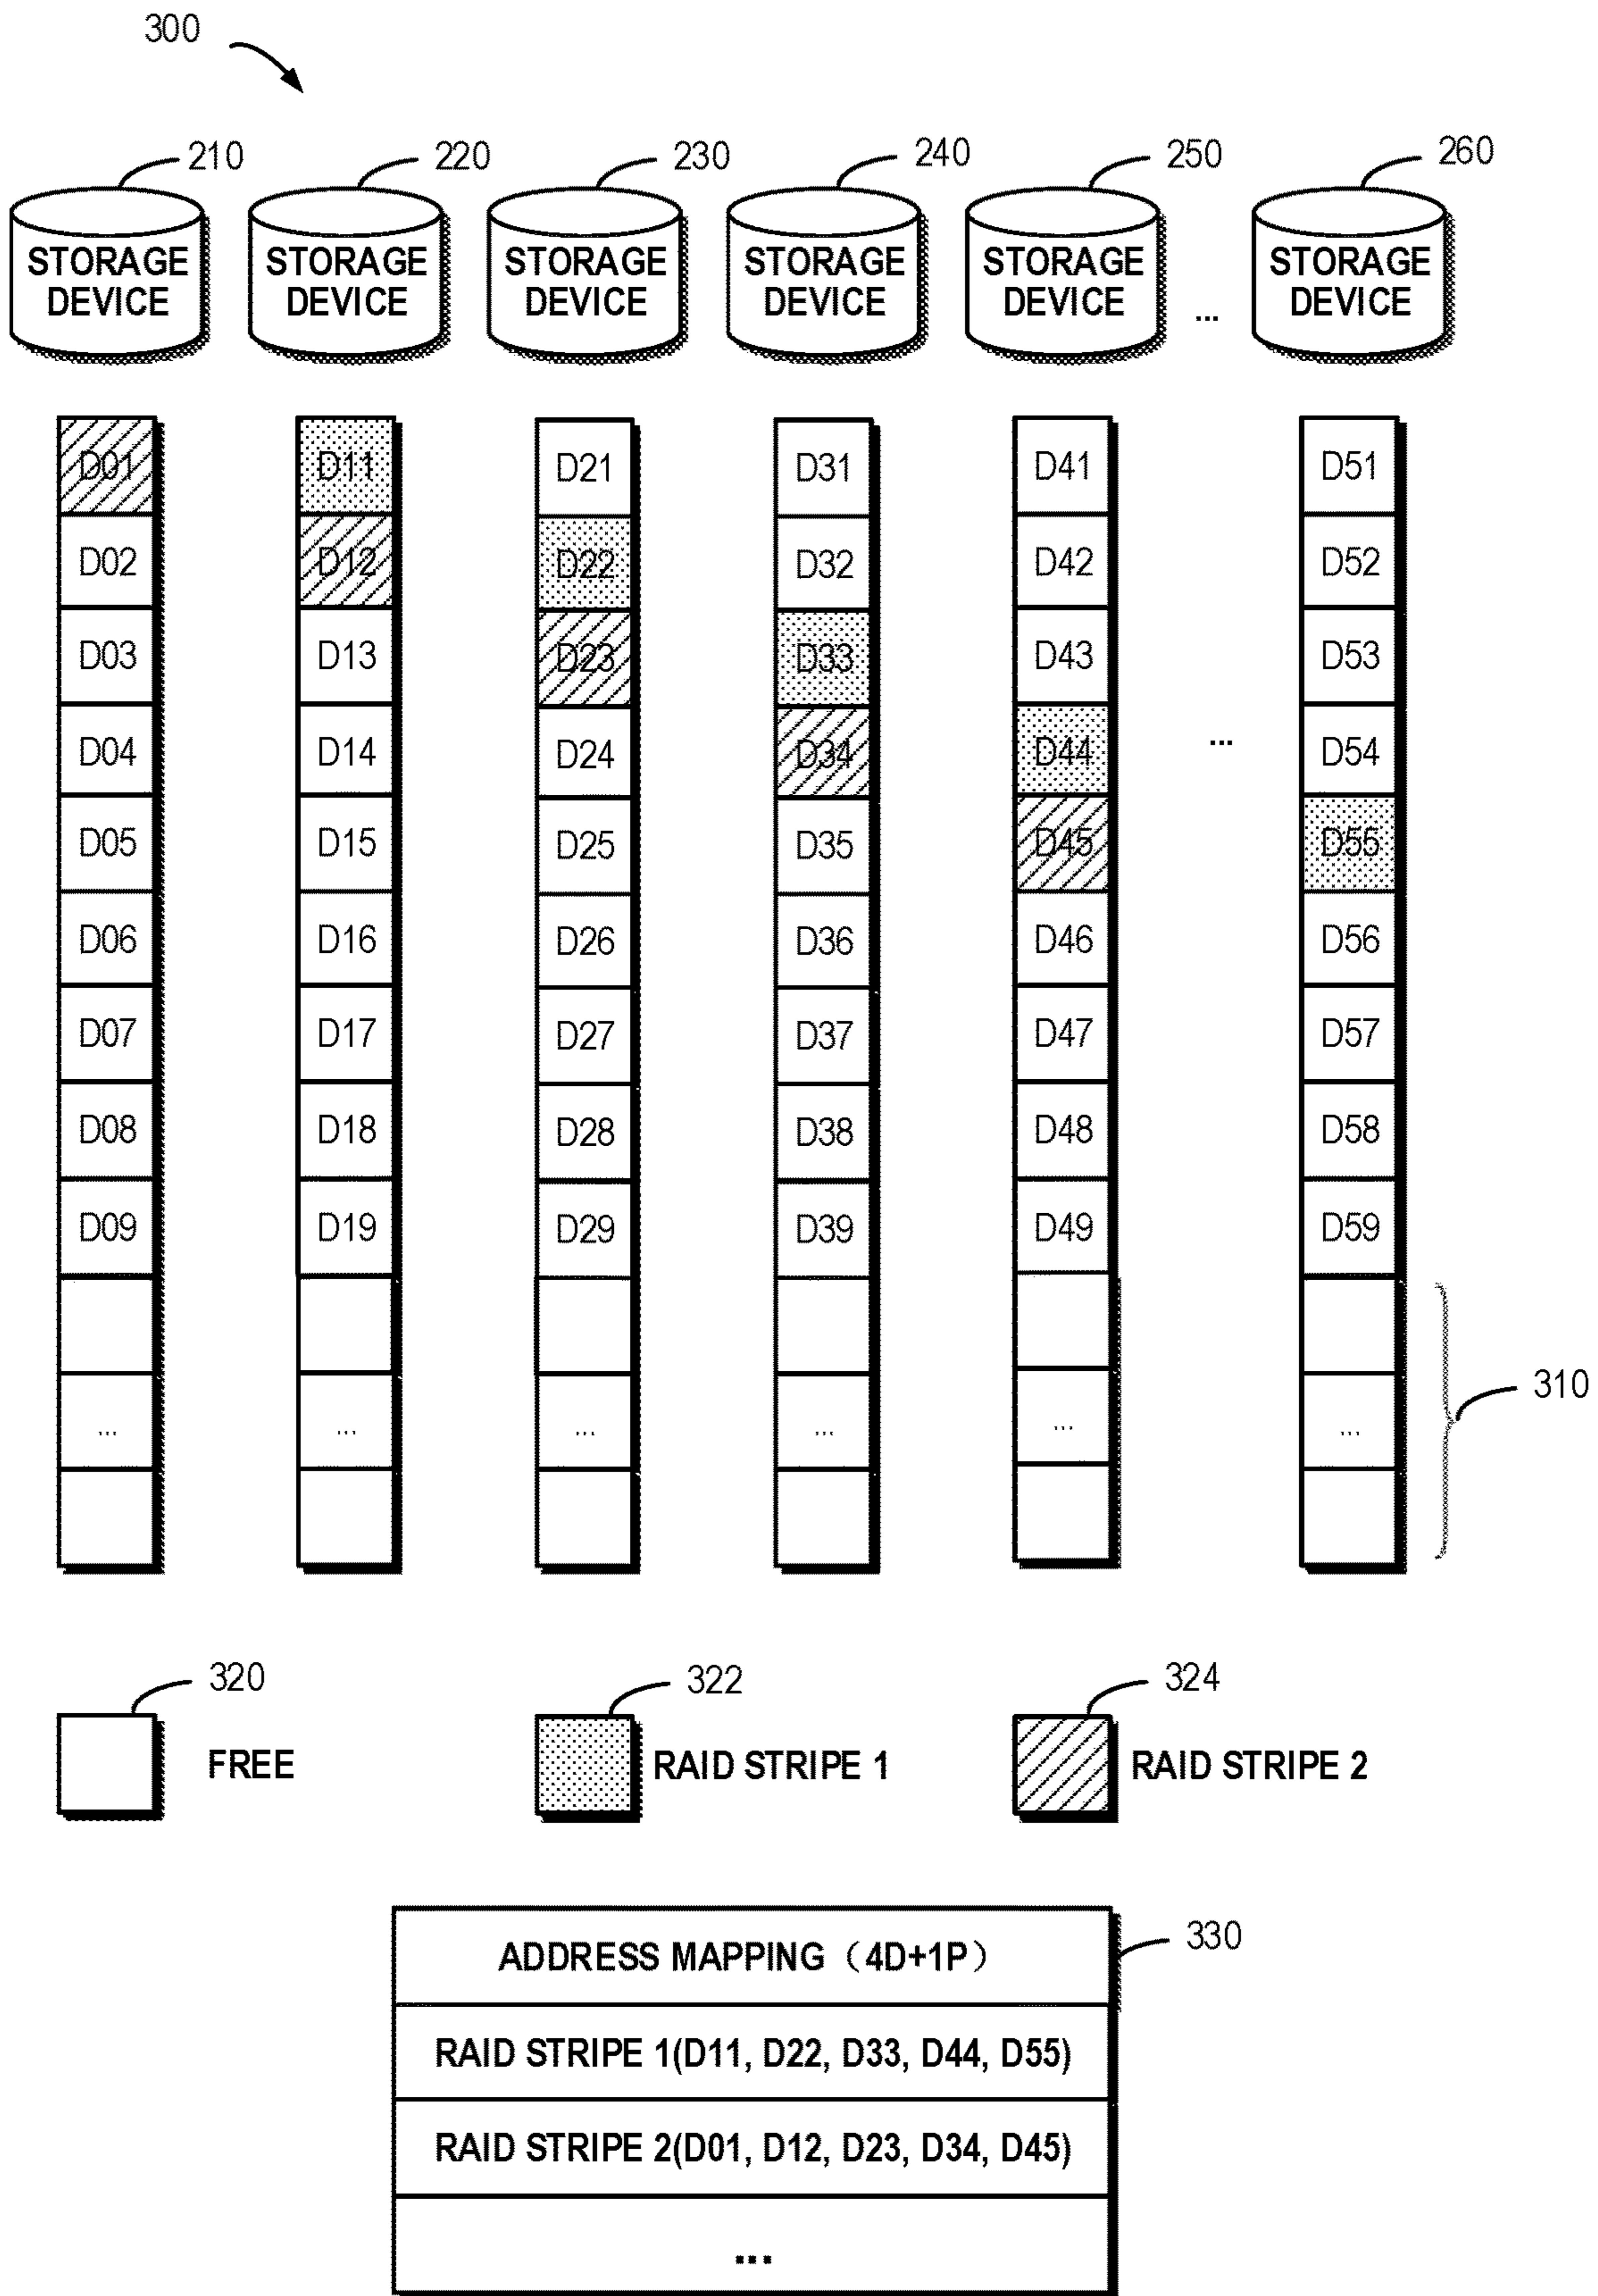 300
210 220 230 240 250 260
STORAGE STORAGE STORAGE STORAGE STORAGE STORAGE
DEVICE DEVICE DEVICE DEVICE DEVICE ... DEVICE
D01 D11 D21 D31 D41 D51
D02 D12 D22 D32 D42 D52
D03 D13 D23 D33 D43 D53
D04 D14 D24 D34 D44 ... D54
D05 D15 D25 D35 D45 D55
D06 D16 D26 D36 D46 D56
D07 D17 D27 D37 D47 D57
D08 D18 D28 D38 D48 D58
D09 D19 D29 D39 D49 D59
310
... ... ... ... ... ...
320 322 324
FREE RAID STRIPE 1 RAID STRIPE 2
330
ADDRESS MAPPING（4D+1P）
RAID STRIPE 1(D11, D22, D33, D44, D55)
RAID STRIPE 2(D01, D12, D23, D34, D45)
...